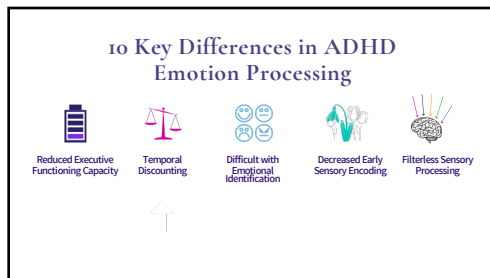 10 Key Differences in ADHD
Emotion Processing
Reduced Executive
Functioning Capacity
Temporal
Discounting
Difficult with
Emotional
Identification
Decreased Early
Sensory Encoding
Filterless Sensory
Processing